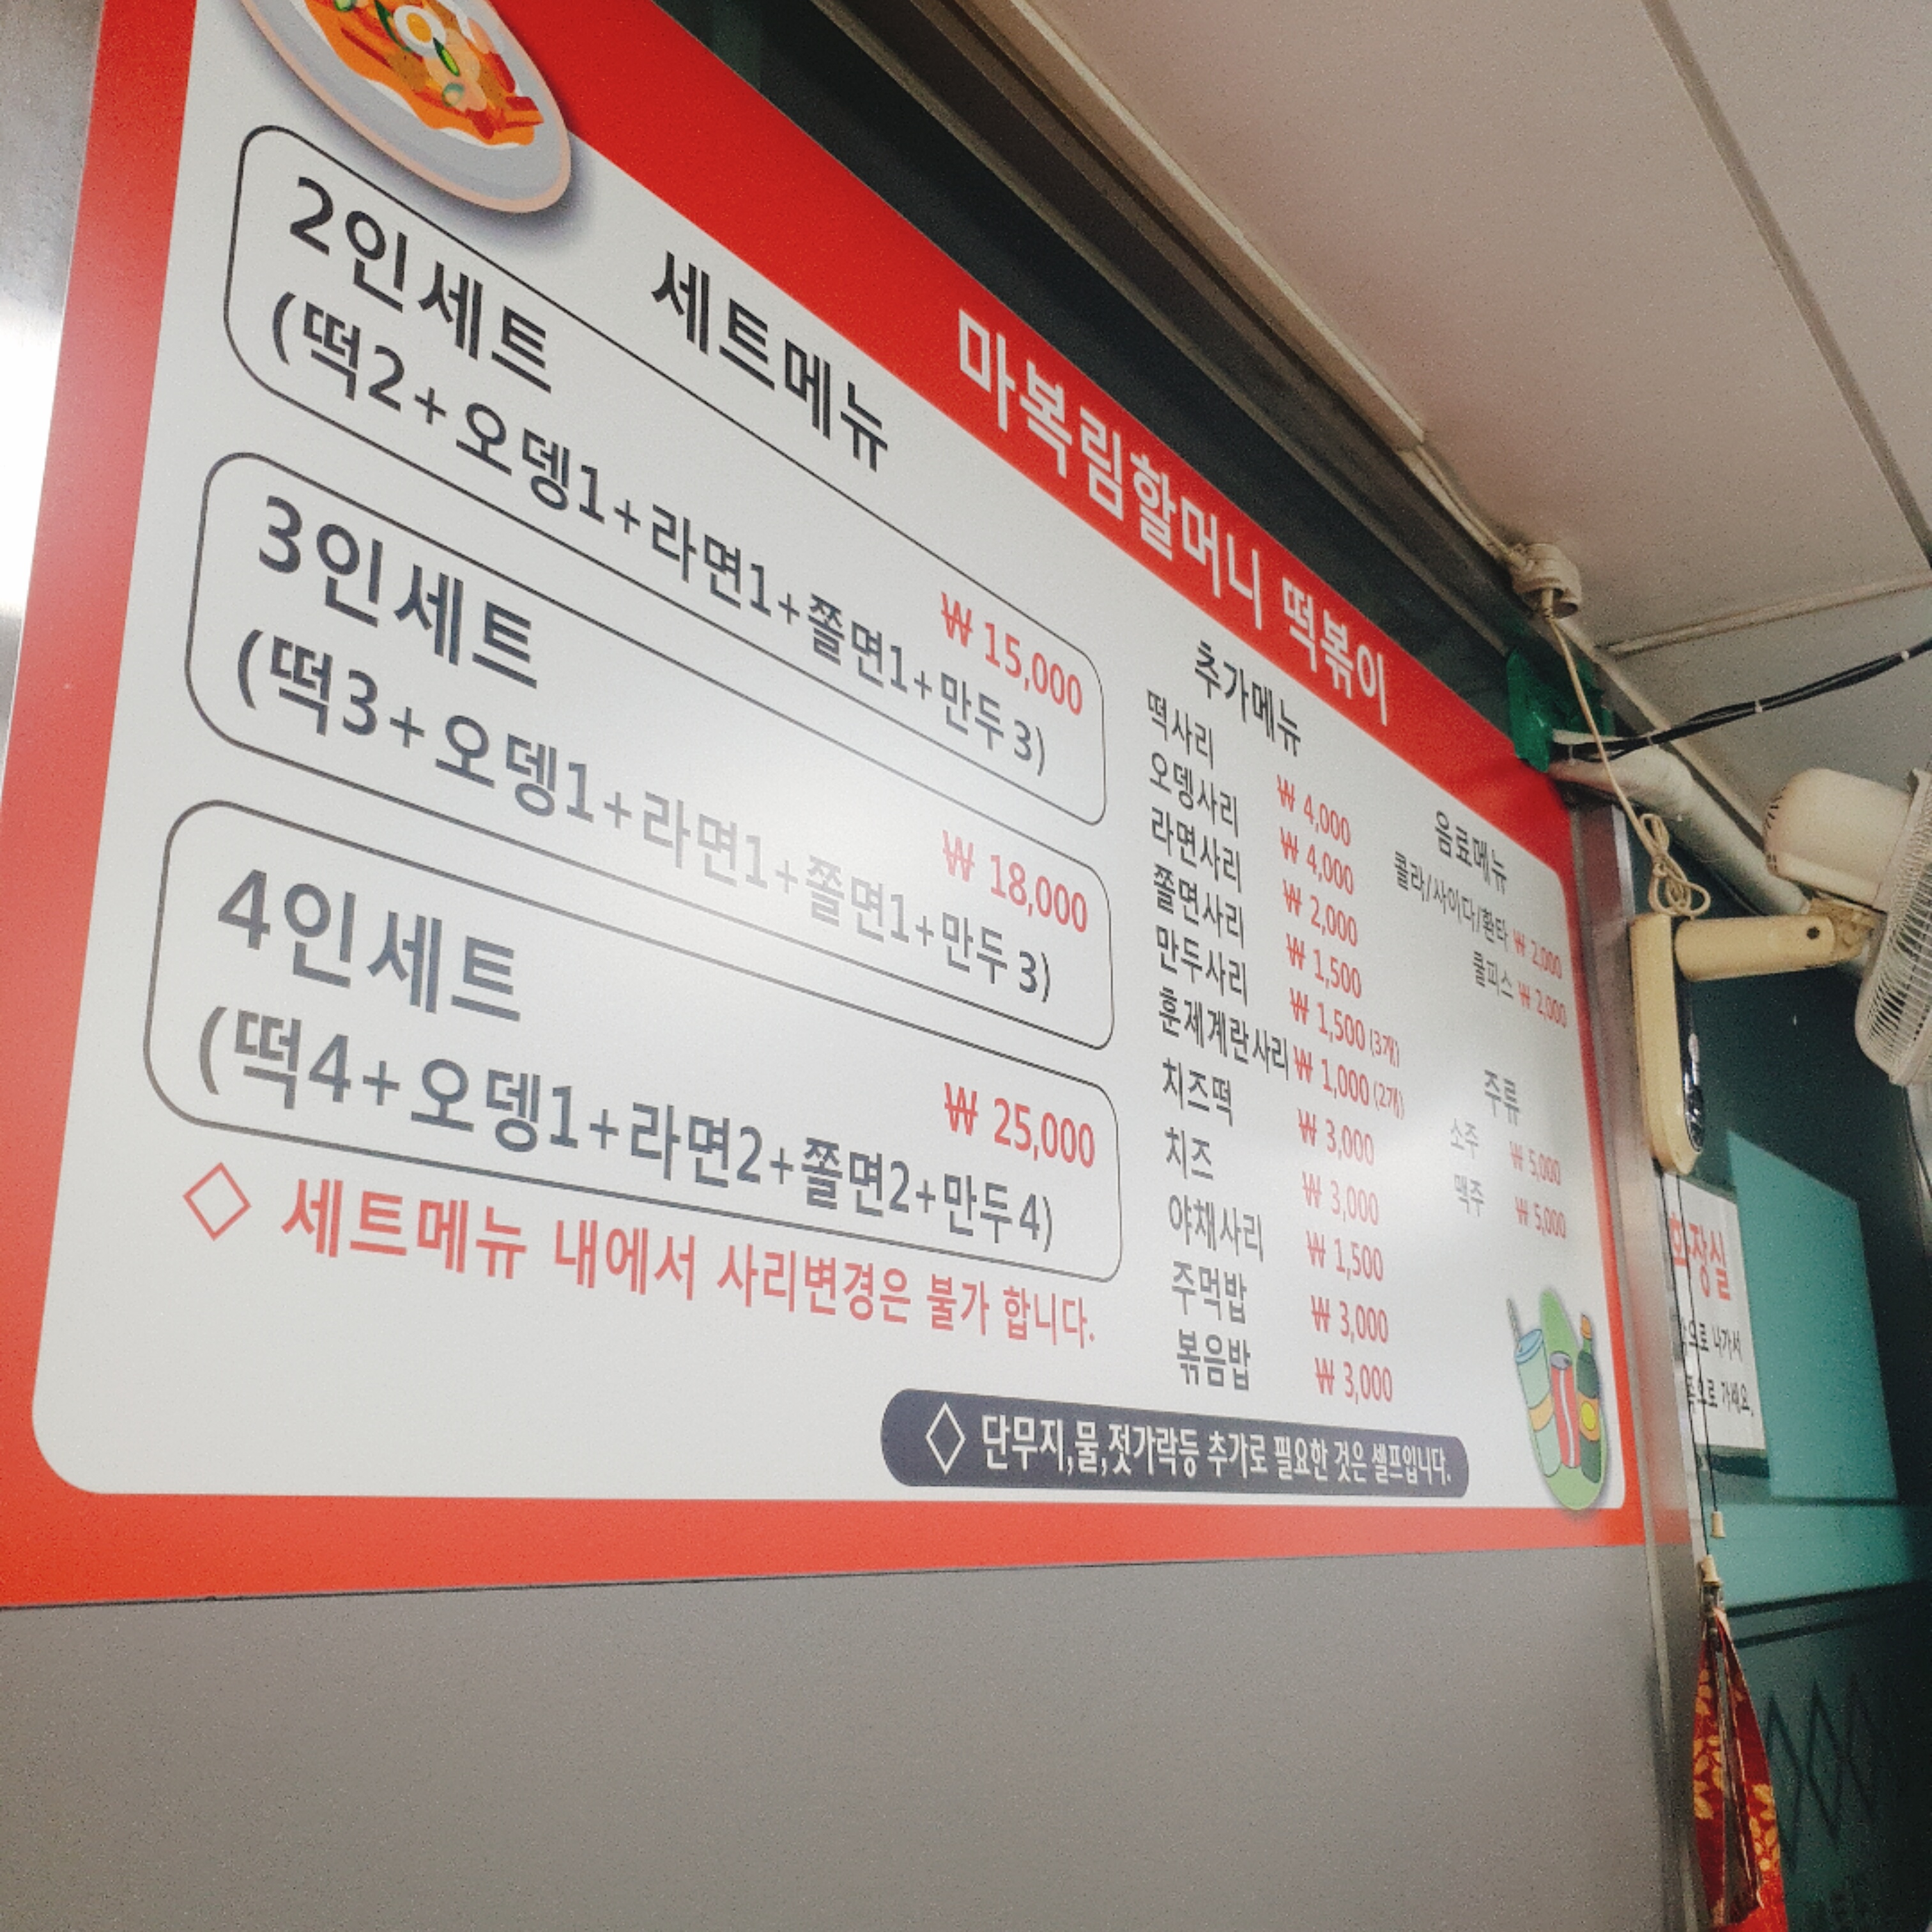 마복림할머니 떡볶이
세트메뉴
2인세트
₩ 15,000
(떡2+오뎅1+라면1+쫄면1+만두3)
3인세트
₩ 18,000
(떡3+오뎅1+라면1+쫄면1+만두3)
4인세트
₩ 25,000
(떡4+오뎅1+라면2+쫄면2+만두4)
◇ 세트메뉴 내에서 사리변경은 불가 합니다.
추가메뉴
떡사리 ₩ 4,000
오뎅사리 ₩ 4,000
라면사리 ₩ 2,000
쫄면사리 ₩ 1,500
만두사리 ₩ 1,500 (3개)
훈제계란사리 ₩ 1,000 (2개)
치즈떡 ₩ 3,000
치즈 ₩ 3,000
야채사리 ₩ 1,500
주먹밥 ₩ 3,000
볶음밥 ₩ 3,000
음료메뉴
콜라/사이다/환타 ₩ 2,000
쿨피스 ₩ 2,000
주류
소주 ₩ 5,000
맥주 ₩ 5,000
◇ 단무지,물,젓가락등 추가로 필요한 것은 셀프입니다.
화장실
나가서
가세요.